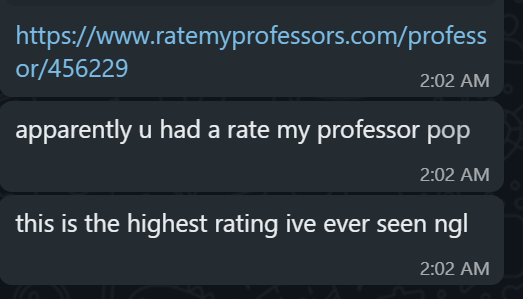 https://www.ratemyprofessors.com/profess
or/456229
2:02 AM
apparently u had a rate my professor pop
2:02 AM
this is the highest rating ive ever seen ngl
2:02 AM